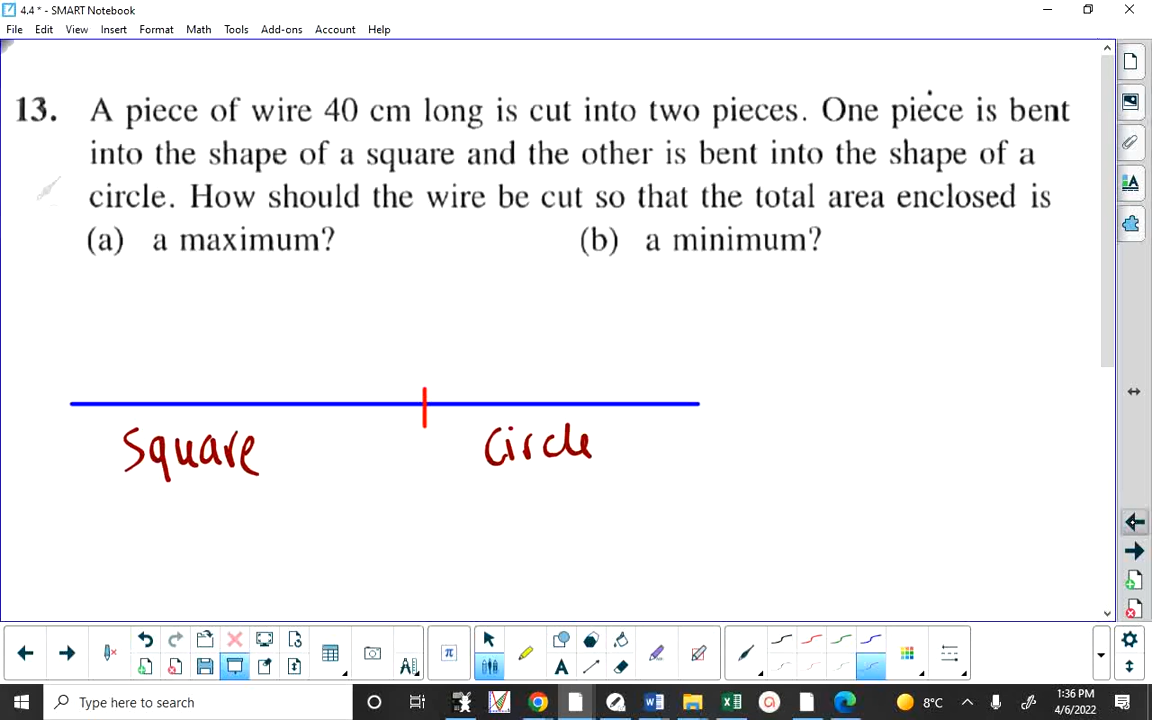 4.4 * - SMART Notebook
File Edit View Insert Format Math Tools Add-ons Account Help
13. A piece of wire 40 cm long is cut into two pieces. One piece is bent
into the shape of a square and the other is bent into the shape of a
circle. How should the wire be cut so that the total area enclosed is
(a) a maximum? (b) a minimum?
Square Circle
Type here to search
8°C
1:36 PM
4/6/2022